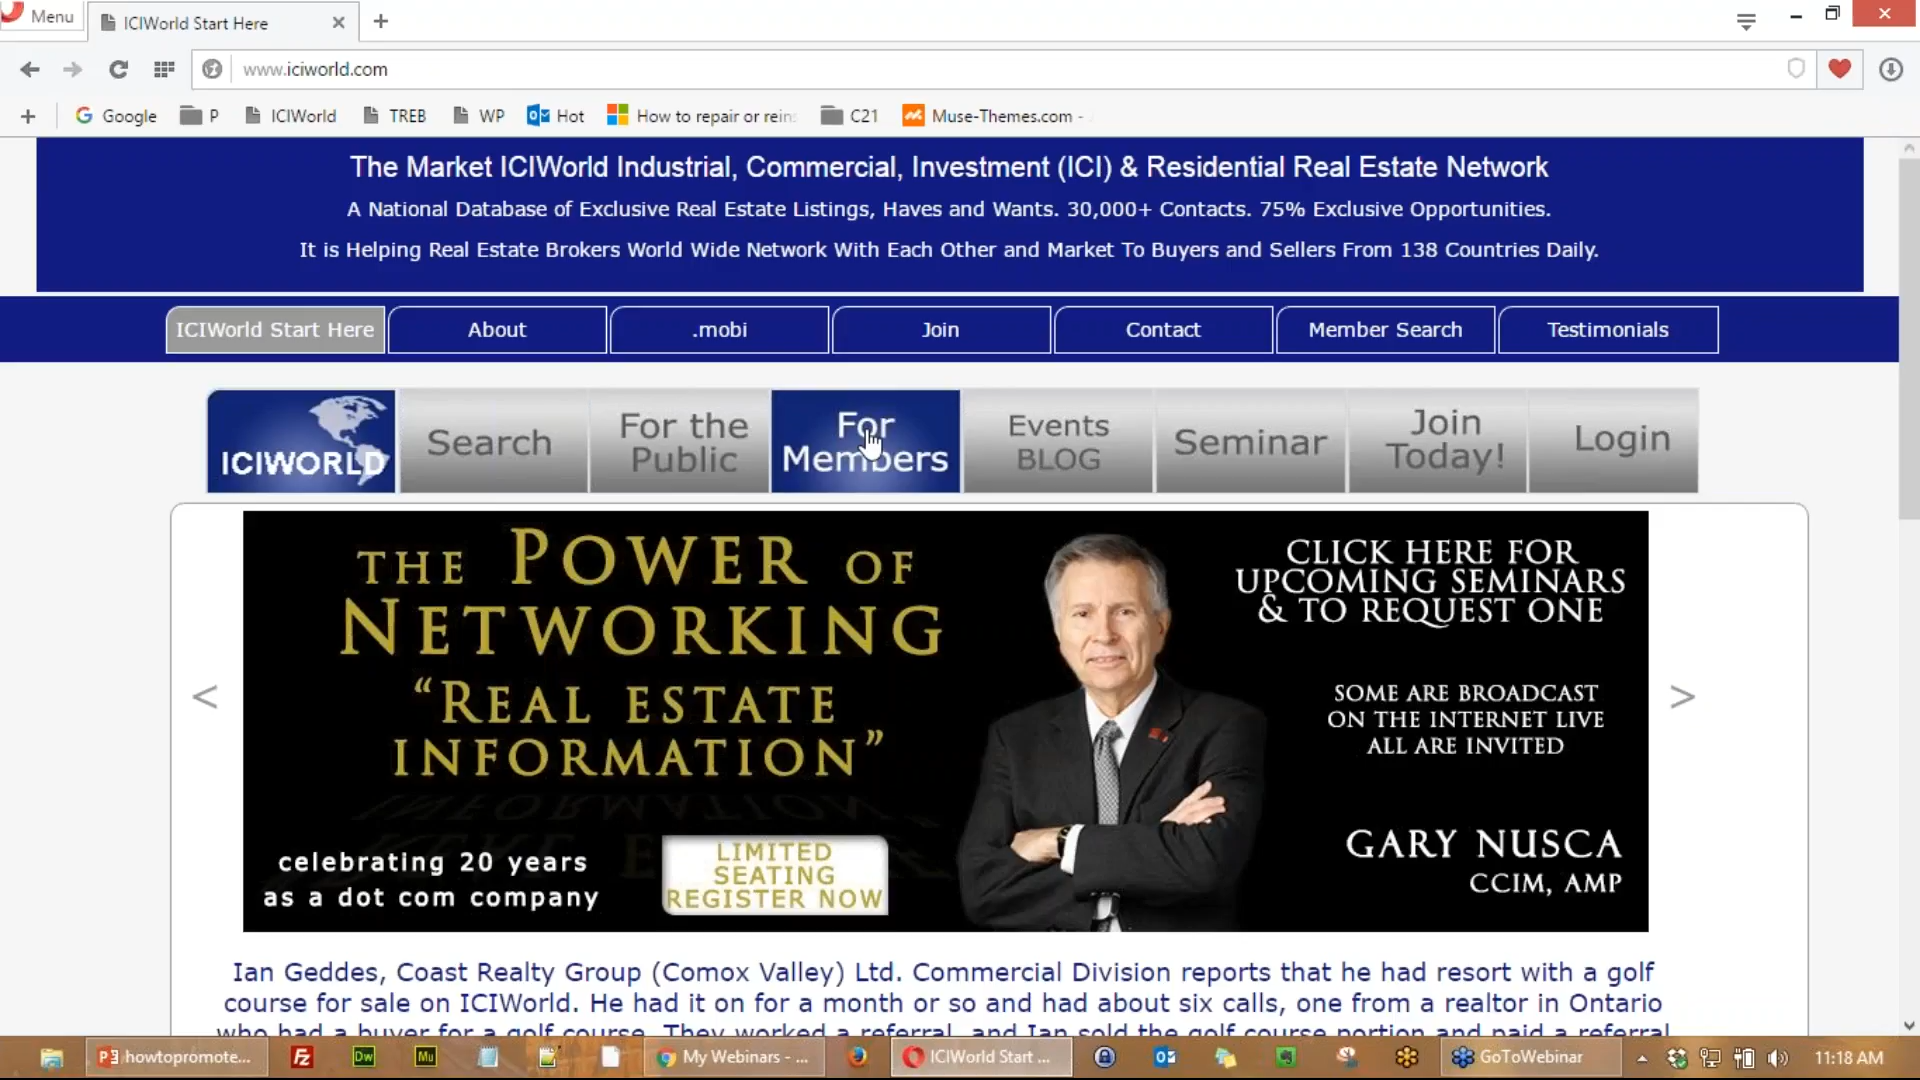 Menu
ICIWorld Start Here
www.iciworld.com
Google
P
ICIWorld
TREB
WP
Hot
How to repair or rein
C21
Muse-Themes.com -
The Market ICIWorld Industrial, Commercial, Investment (ICI) & Residential Real Estate Network
A National Database of Exclusive Real Estate Listings, Haves and Wants. 30,000+ Contacts. 75% Exclusive Opportunities.
It is Helping Real Estate Brokers World Wide Network With Each Other and Market To Buyers and Sellers From 138 Countries Daily.
ICIWorld Start Here
About
.mobi
Join
Contact
Member Search
Testimonials
ICIWORLD
Search
For the
Public
For
Members
Events
BLOG
Seminar
Join
Today!
Login
THE POWER OF
NETWORKING
“REAL ESTATE
INFORMATION”
celebrating 20 years
as a dot com company
LIMITED
SEATING
REGISTER NOW
CLICK HERE FOR
UPCOMING SEMINARS
& TO REQUEST ONE
SOME ARE BROADCAST
ON THE INTERNET LIVE
ALL ARE INVITED
GARY NUSCA
CCIM, AMP
<
>
Ian Geddes, Coast Realty Group (Comox Valley) Ltd. Commercial Division reports that he had resort with a golf
course for sale on ICIWorld. He had it on for a month or so and had about six calls, one from a realtor in Ontario
who had a buyer for a golf course. They worked a referral, and Ian sold the golf course portion and paid a referral
howtopromote...
Dw
Mu
My Webinars - ...
ICIWorld Start ...
GoToWebinar
11:18 AM